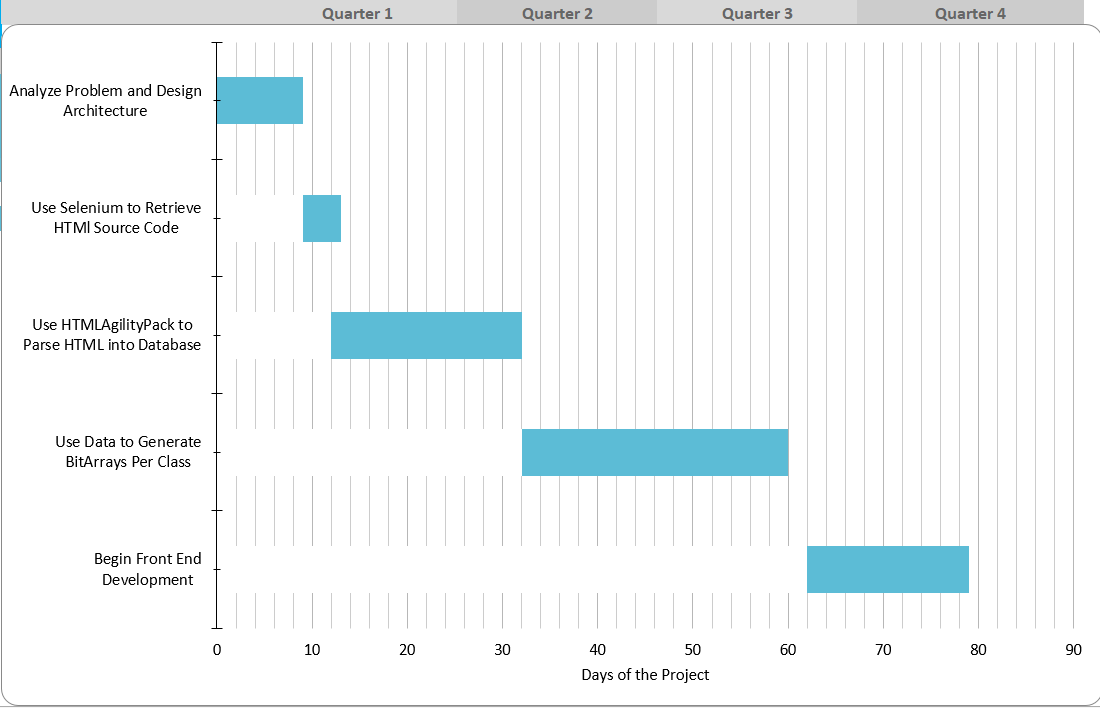 Quarter 1 Quarter 2 Quarter 3 Quarter 4
Analyze Problem and Design
Architecture
Use Selenium to Retrieve
HTMl Source Code
Use HTMLAgilityPack to
Parse HTML into Database
Use Data to Generate
BitArrays Per Class
Begin Front End
Development
0 10 20 30 40 50 60 70 80 90
Days of the Project